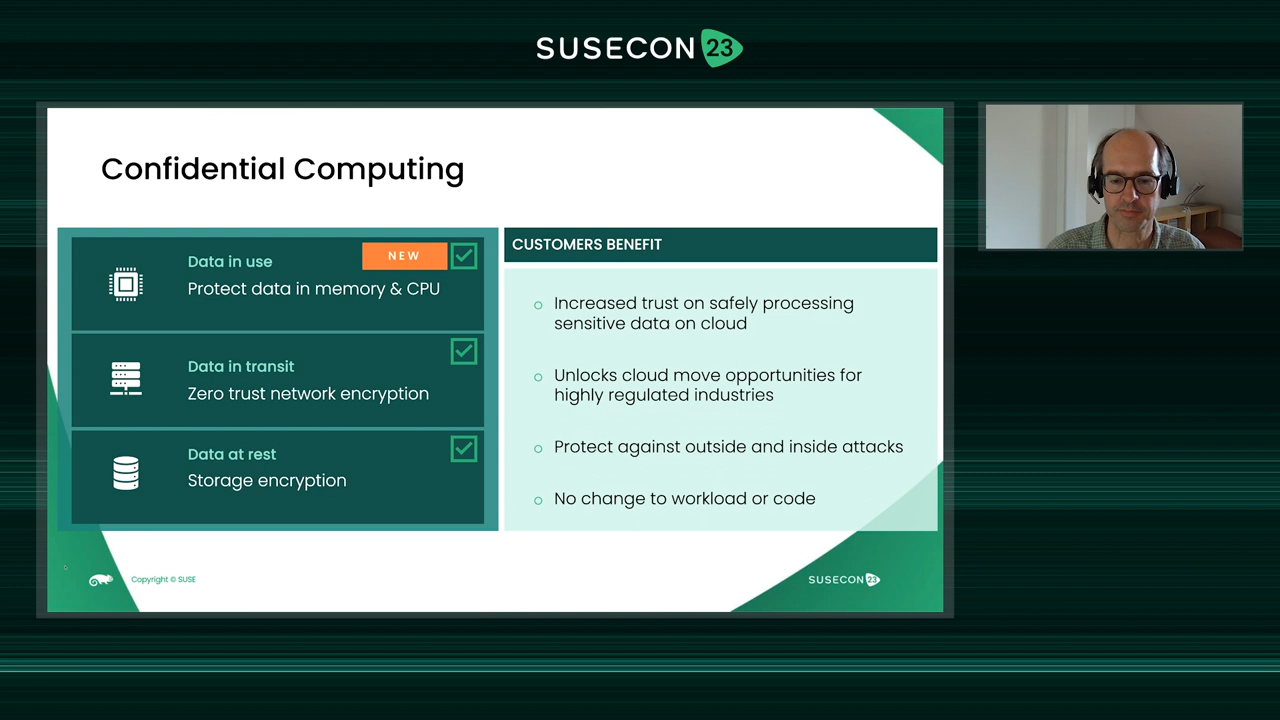 SUSECON 23
Confidential Computing
Data in use
NEW
Protect data in memory & CPU
Data in transit
Zero trust network encryption
Data at rest
Storage encryption
CUSTOMERS BENEFIT
Increased trust on safely processing
sensitive data on cloud
Unlocks cloud move opportunities for
highly regulated industries
Protect against outside and inside attacks
No change to workload or code
Copyright © SUSE
SUSECON 23